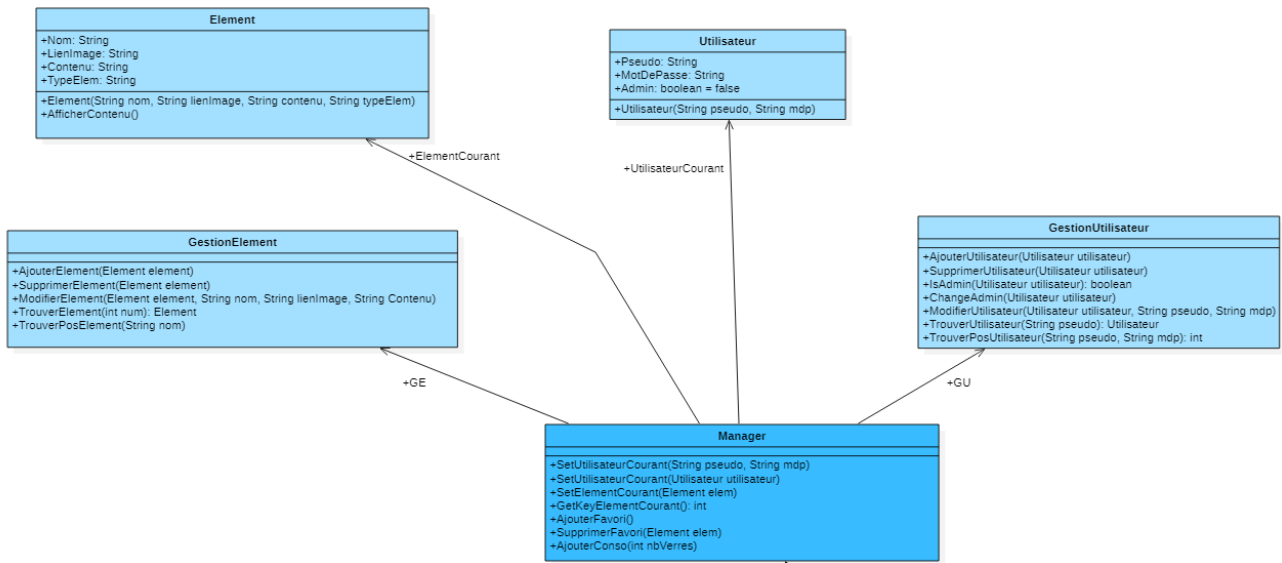 Element
+Nom: String
+LienImage: String
+Contenu: String
+TypeElem: String
+Element(String nom, String lienImage, String contenu, String typeElem)
+AfficherContenu()
Utilisateur
+Pseudo: String
+MotDePasse: String
+Admin: boolean = false
+Utilisateur(String pseudo, String mdp)
+ElementCourant
+UtilisateurCourant
GestionElement
+AjouterElement(Element element)
+SupprimerElement(Element element)
+ModifierElement(Element element, String nom, String lienImage, String Contenu)
+TrouverElement(int num): Element
+TrouverPosElement(String nom)
GestionUtilisateur
+AjouterUtilisateur(Utilisateur utilisateur)
+SupprimerUtilisateur(Utilisateur utilisateur)
+IsAdmin(Utilisateur utilisateur): boolean
+ChangeAdmin(Utilisateur utilisateur)
+ModifierUtilisateur(Utilisateur utilisateur, String pseudo, String mdp)
+TrouverUtilisateur(String pseudo): Utilisateur
+TrouverPosUtilisateur(String pseudo, String mdp): int
+GE
+GU
Manager
+SetUtilisateurCourant(String pseudo, String mdp)
+SetUtilisateurCourant(Utilisateur utilisateur)
+SetElementCourant(Element elem)
+GetKeyElementCourant(): int
+AjouterFavori()
+SupprimerFavori(Element elem)
+AjouterConso(int nbVerres)